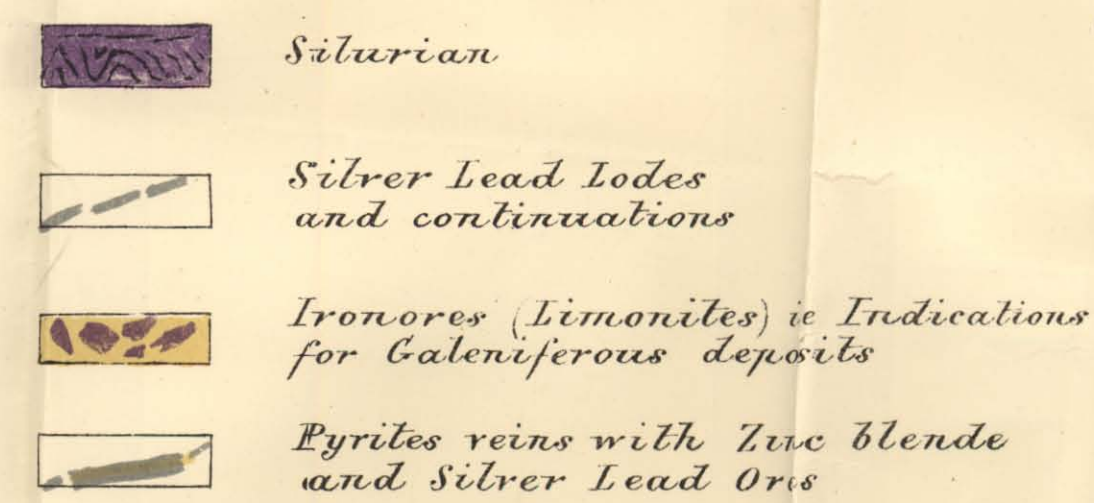 Silurian
Silver Lead Lodes
and continuations
Ironores (Limonites) ie Indications
for Galeniferous deposits
Pyrites veins with Zinc blende
and Silver Lead Ores